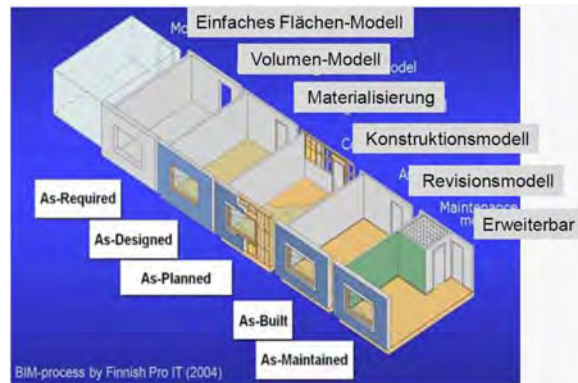 Einfaches Flächen-Modell
Volumen-Modell
Materialisierung
Konstruktionsmodell
Revisionsmodell
Maintenance
Erweiterbar
As-Required
As-Designed
As-Planned
As-Built
As-Maintained
BIM-process by Finnish Pro IT (2004)